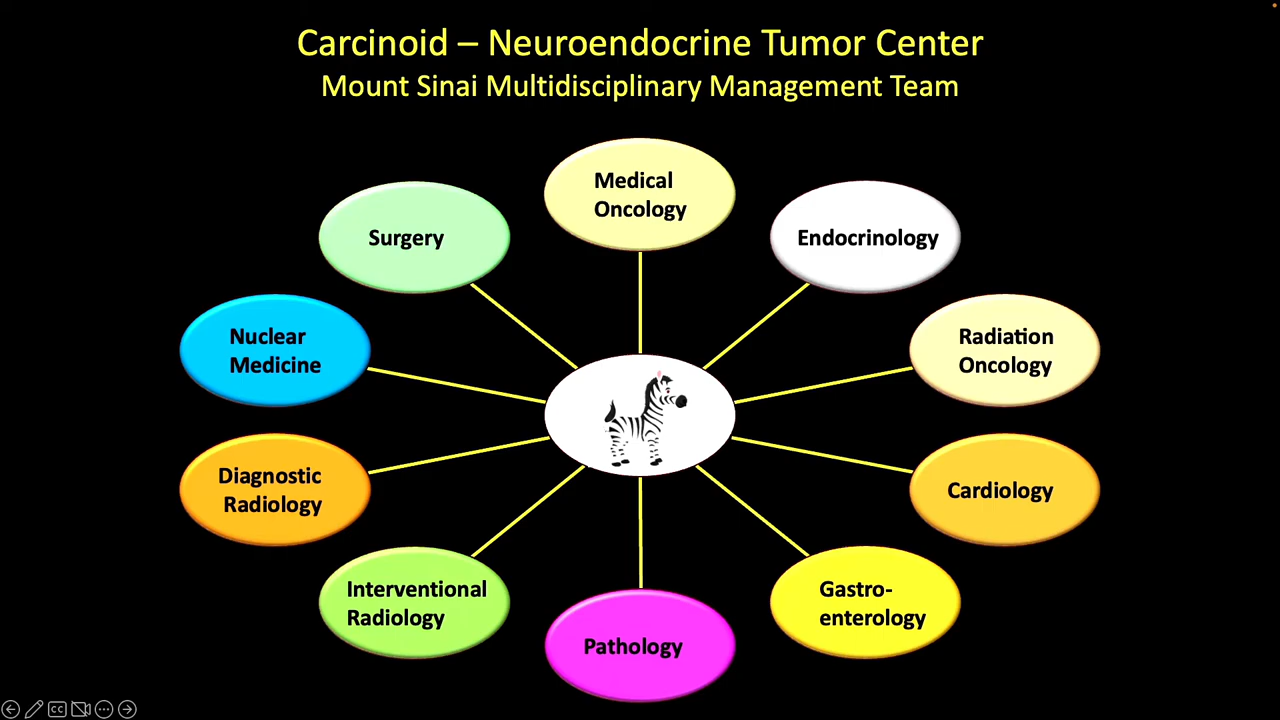 Carcinoid – Neuroendocrine Tumor Center
Mount Sinai Multidisciplinary Management Team
Medical
Oncology
Surgery
Endocrinology
Nuclear
Medicine
Radiation
Oncology
Diagnostic
Radiology
Cardiology
Interventional
Radiology
Gastro-
enterology
Pathology
CC